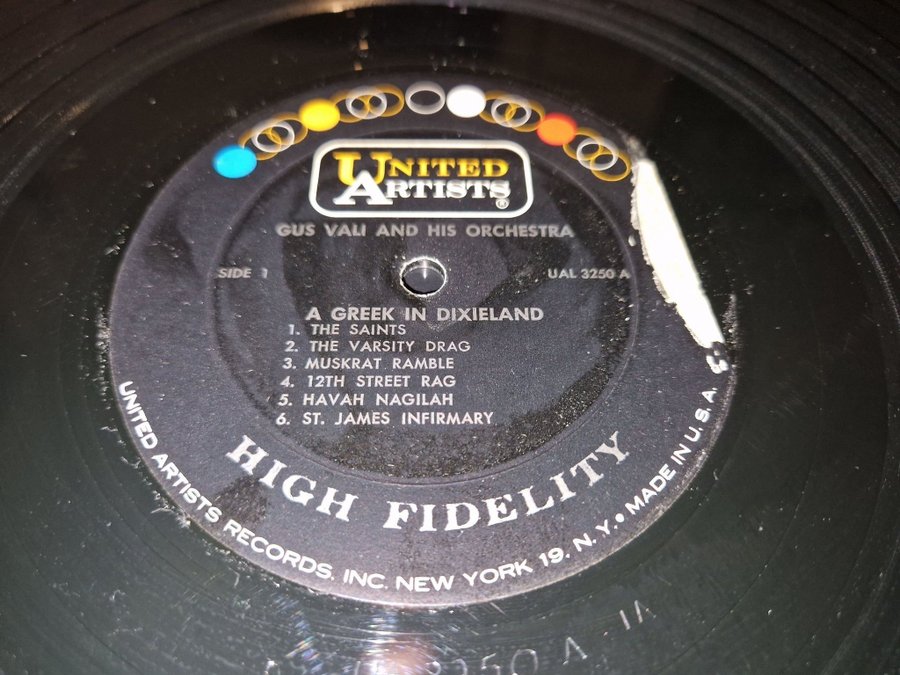 UNITED
ARTISTS®
GUS VALI AND HIS ORCHESTRA
SIDE 1
UAL 3250 A
A GREEK IN DIXIELAND
1. THE SAINTS
2. THE VARSITY DRAG
3. MUSKRAT RAMBLE
4. 12TH STREET RAG
5. HAVAH NAGILAH
6. ST. JAMES INFIRMARY
HIGH FIDELITY
UNITED ARTISTS RECORDS, INC. NEW YORK 19, N. Y. • MADE IN U. S. A.
3250 A 1A